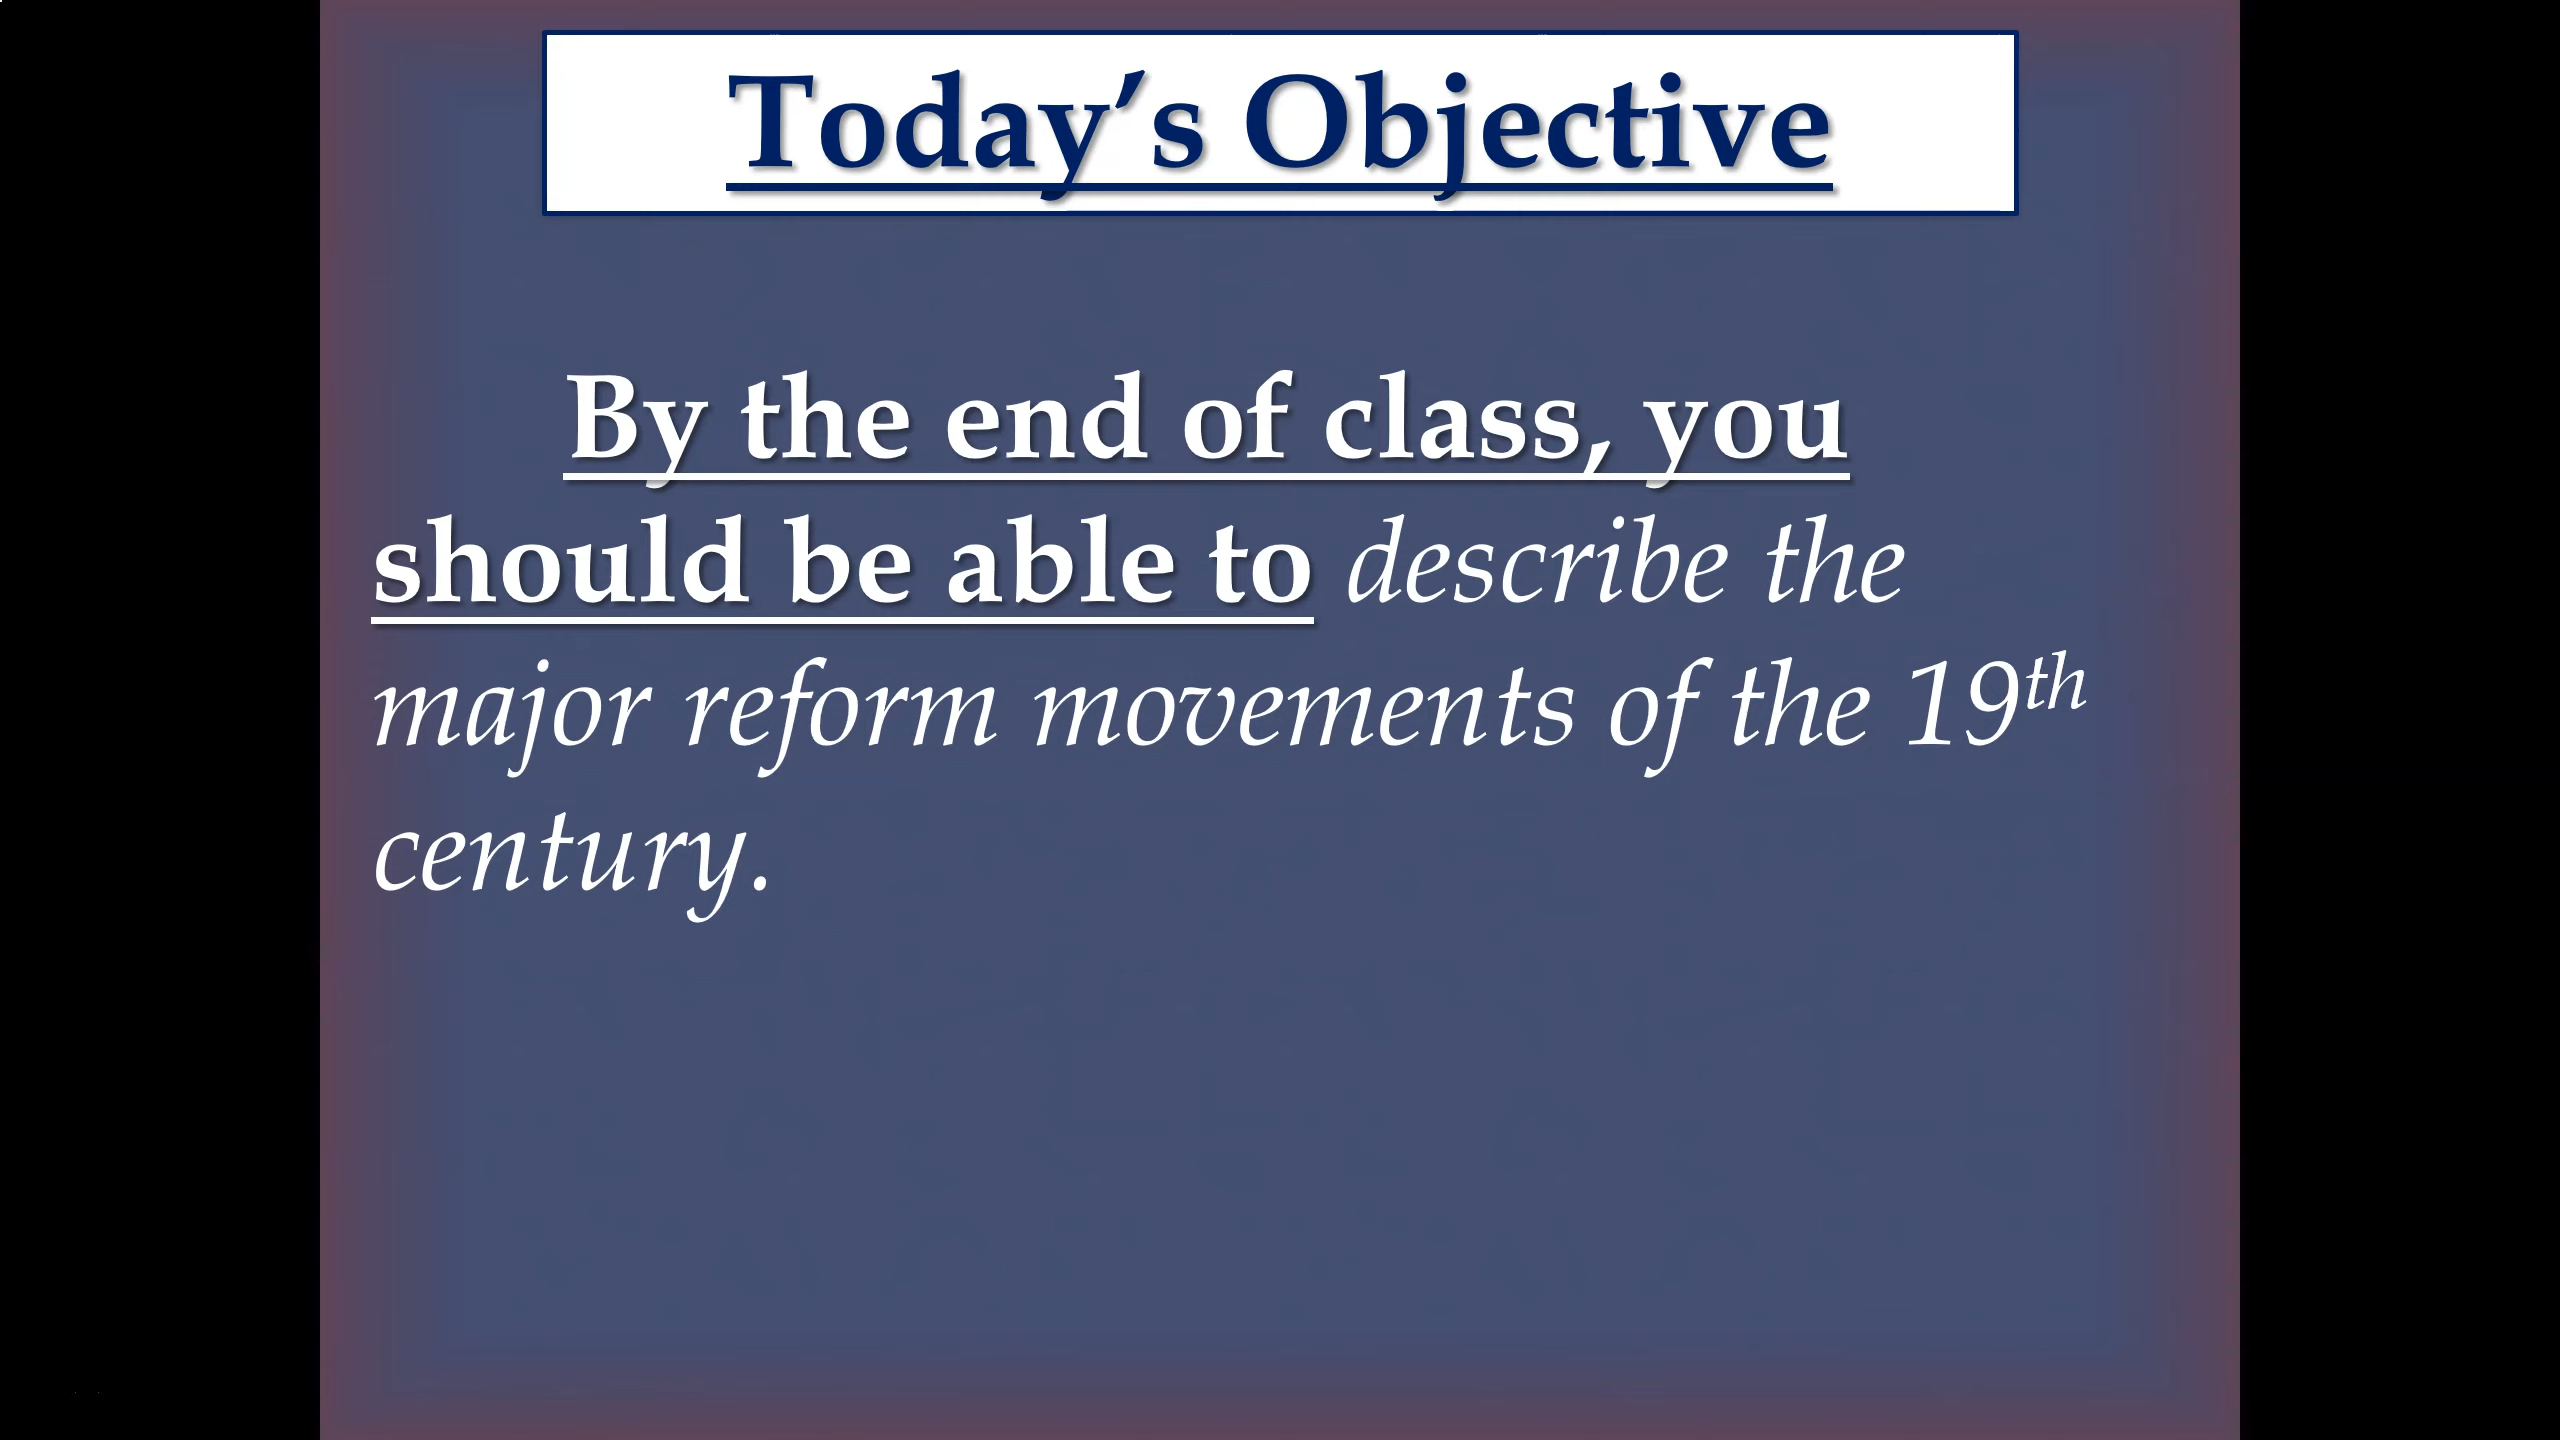 Today’s Objective
By the end of class, you
should be able to describe the
major reform movements of the 19th
century.